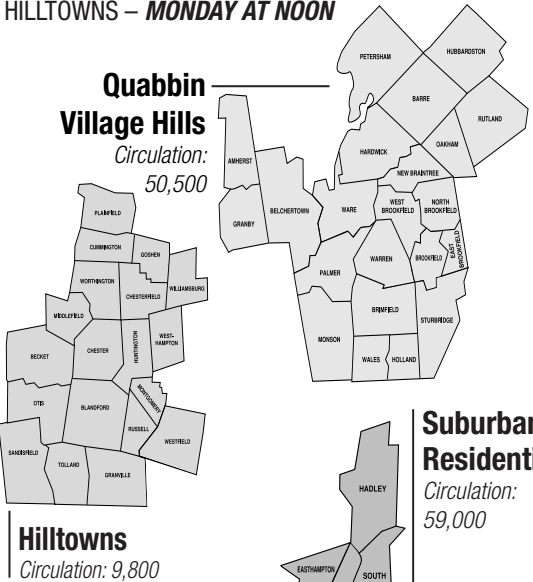 HILLTOWNS – MONDAY AT NOON
Quabbin
Village Hills
Circulation:
50,500
PETERSHAM
HUBBARDSTON
BARRE
RUTLAND
OAKHAM
HARDWICK
NEW BRAINTREE
AMHERST
GRANBY
BELCHERTOWN
WARE
WEST
BROOKFIELD
NORTH
BROOKFIELD
EAST
BROOKFIELD
BROOKFIELD
WARREN
PALMER
BRIMFIELD
STURBRIDGE
MONSON
WALES
HOLLAND
PLAINFIELD
CUMMINGTON
GOSHEN
WORTHINGTON
CHESTERFIELD
WILLIAMSBURG
MIDDLEFIELD
BECKET
CHESTER
HUNTINGTON
WEST-
HAMPTON
OTIS
BLANDFORD
MONTGOMERY
RUSSELL
WESTFIELD
SANDISFIELD
TOLLAND
GRANVILLE
Hilltowns
Circulation: 9,800
Suburban
Residenti
Circulation:
59,000
HADLEY
EASTHAMPTON
SOUTH